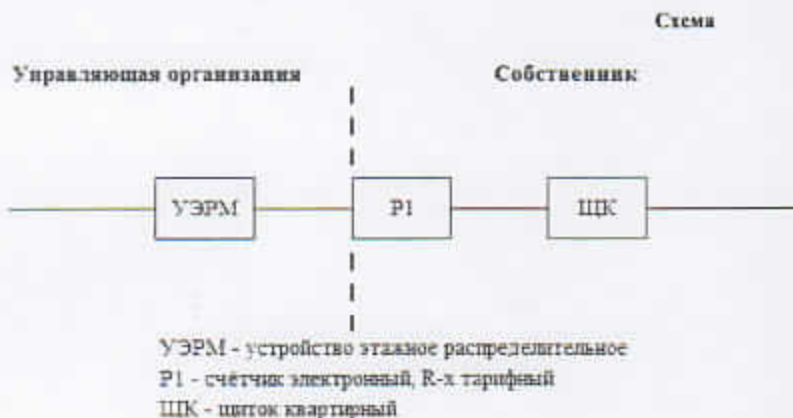 Схема
Управляющая организация Собственник
УЭРМ Р1 ЩК
УЭРМ - устройство этажное распределительное
Р1 - счётчик электронный, R-х тарифный
ЩК - щиток квартирный